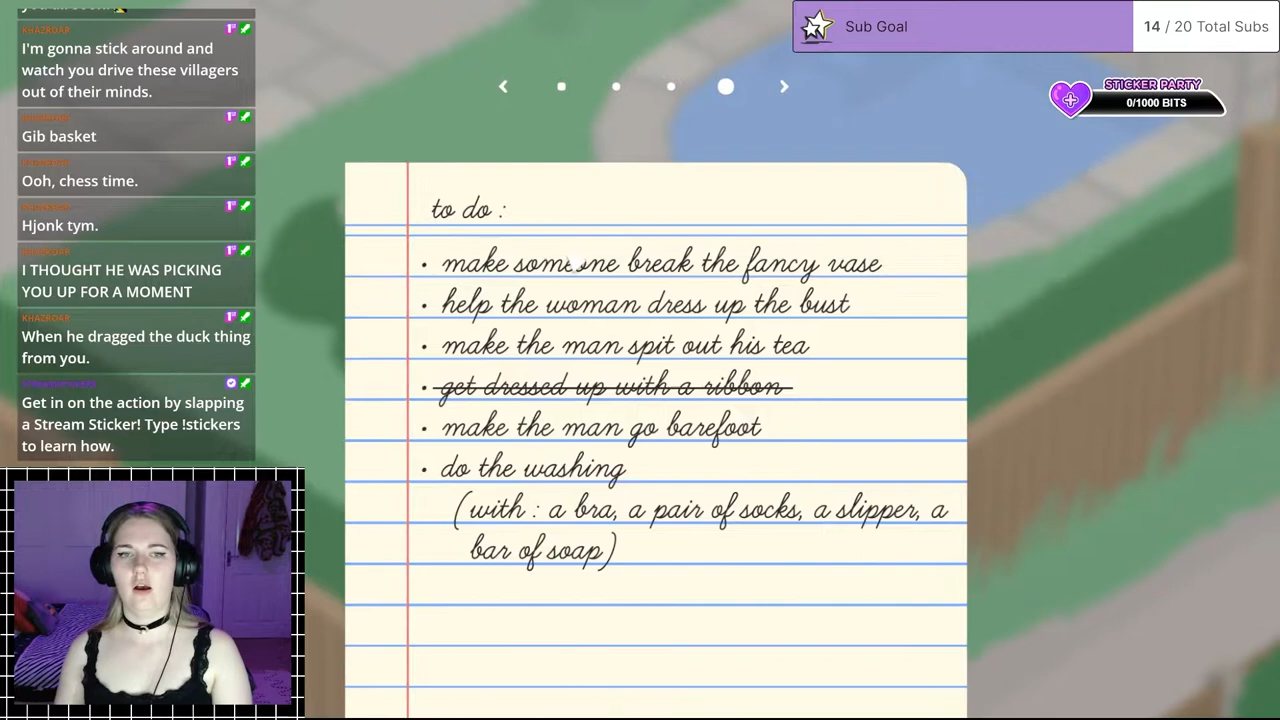 KHAZROAR
I'm gonna stick around and
watch you drive these villagers
out of their minds.
Gib basket
Ooh, chess time.
Hjonk tym.
I THOUGHT HE WAS PICKING
YOU UP FOR A MOMENT
KHAZROAR
When he dragged the duck thing
from you.
Get in on the action by slapping
a Stream Sticker! Type !stickers
to learn how.
Sub Goal
14 / 20 Total Subs
STICKER PARTY
0/1000 BITS
to do :
• make someone break the fancy vase
• help the woman dress up the bust
• make the man spit out his tea
• get dressed up with a ribbon
• make the man go barefoot
• do the washing
(with : a bra, a pair of socks, a slipper, a
bar of soap)